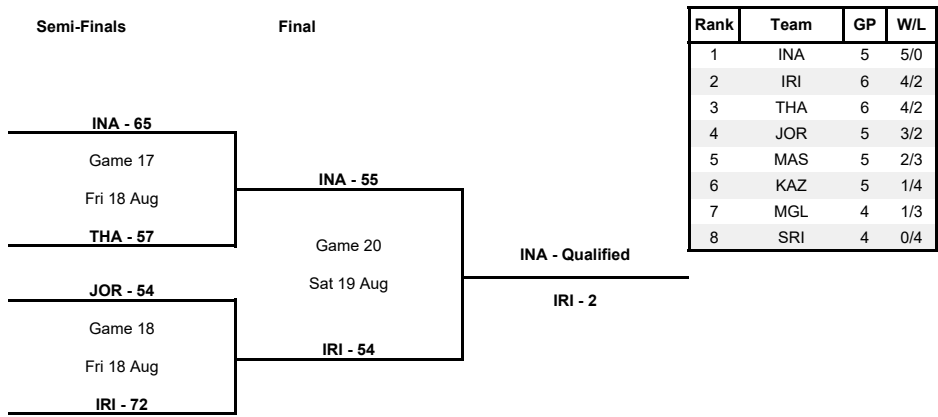 Semi-Finals
Final
INA - 65
Game 17
Fri 18 Aug
THA - 57
JOR - 54
Game 18
Fri 18 Aug
IRI - 72
INA - 55
Game 20
Sat 19 Aug
IRI - 54
INA - Qualified
IRI - 2
Rank Team GP W/L
1 INA 5 5/0
2 IRI 6 4/2
3 THA 6 4/2
4 JOR 5 3/2
5 MAS 5 2/3
6 KAZ 5 1/4
7 MGL 4 1/3
8 SRI 4 0/4